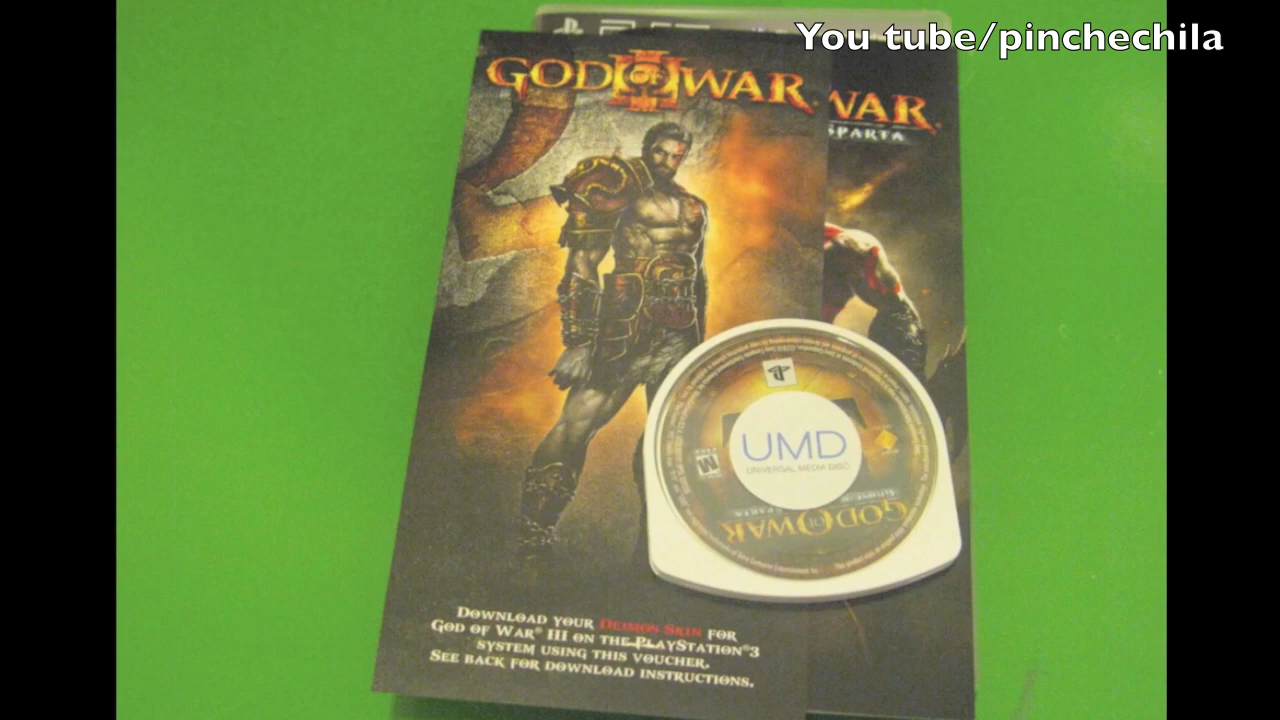 You tube/pinchechila
GOD OF WAR
WAR
SPARTA
UMD
UNIVERSAL MEDIA DISC
M
SPARTA
GOD OF WAR
DOWNLOAD YOUR DEIMOS SKIN FOR
GOD OF WAR® III ON THE PLAYSTATION®3
SYSTEM USING THIS VOUCHER.
SEE BACK FOR DOWNLOAD INSTRUCTIONS.